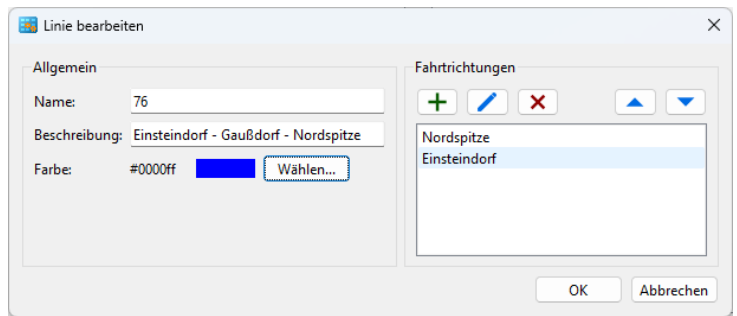 Linie bearbeiten
Allgemein
Name: 76
Beschreibung: Einsteindorf - Gaußdorf - Nordspitze
Farbe: #0000ff Wählen...
Fahrtrichtungen
Nordspitze
Einsteindorf
OK Abbrechen